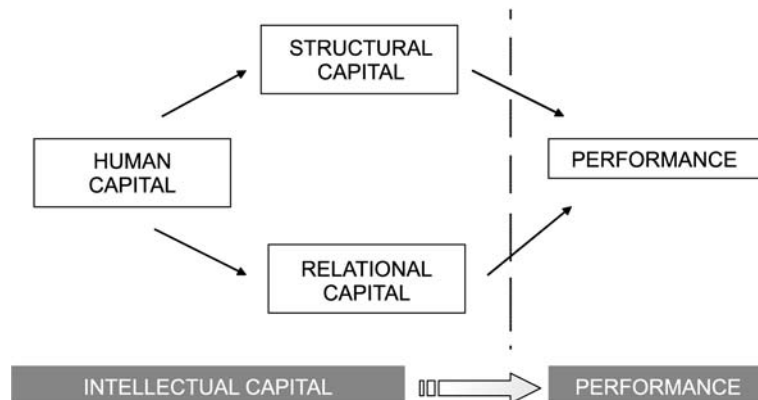 STRUCTURAL
CAPITAL
HUMAN
CAPITAL
PERFORMANCE
RELATIONAL
CAPITAL
INTELLECTUAL CAPITAL
PERFORMANCE